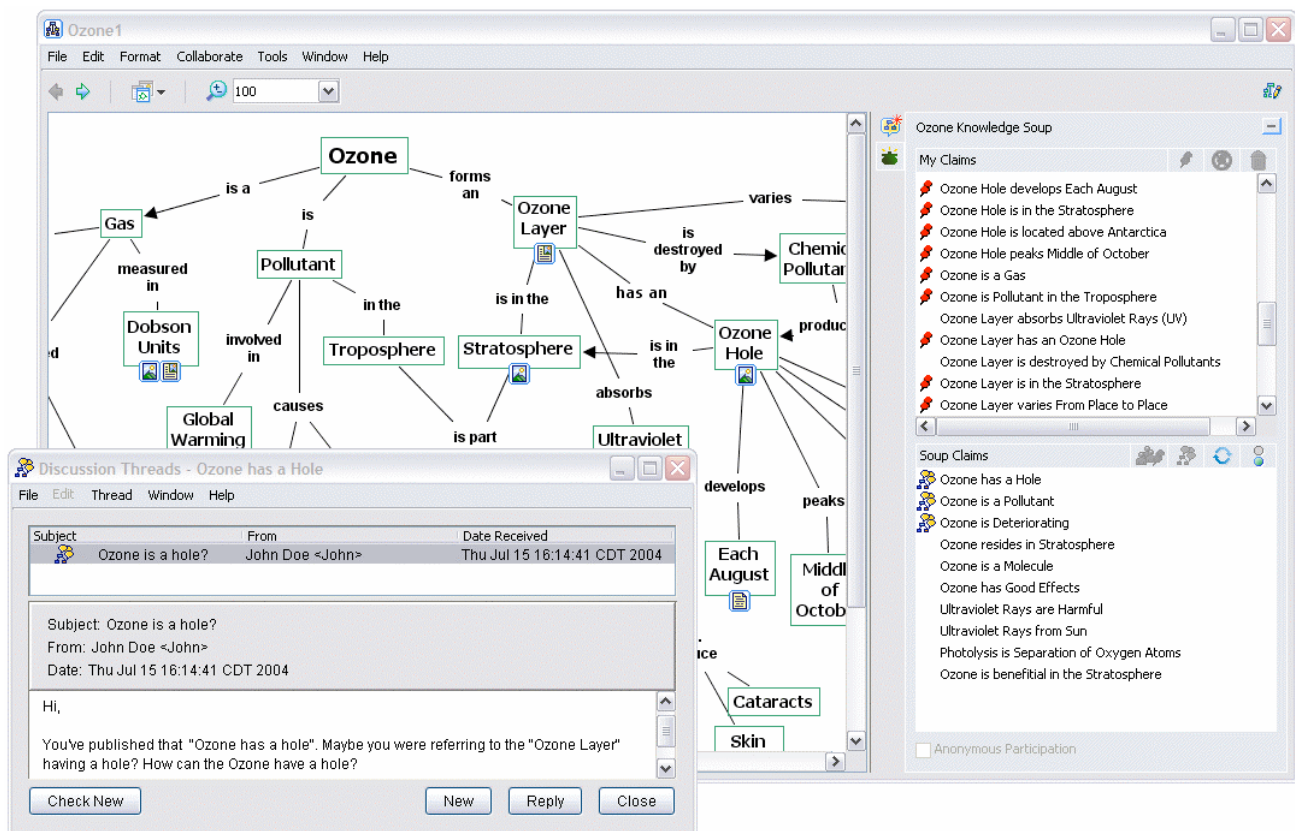 Ozone1
File Edit Format Collaborate Tools Window Help
100
Ozone
is a
forms
an
is
Gas
measured
in
Dobson
Units
Pollutant
in the
involved
in
causes
Global
Warming
Troposphere
Ozone
Layer
is in the
Stratosphere
is part
varies
is
destroyed
by
Chemic
Pollutan
has an
produc
Ozone
Hole
is in
the
absorbs
Ultraviolet
develops
peaks
Each
August
Middl
of
Octob
ed
ice
Cataracts
Skin
Ozone Knowledge Soup
My Claims
Ozone Hole develops Each August
Ozone Hole is in the Stratosphere
Ozone Hole is located above Antarctica
Ozone Hole peaks Middle of October
Ozone is a Gas
Ozone is Pollutant in the Troposphere
Ozone Layer absorbs Ultraviolet Rays (UV)
Ozone Layer has an Ozone Hole
Ozone Layer is destroyed by Chemical Pollutants
Ozone Layer is in the Stratosphere
Ozone Layer varies From Place to Place
Soup Claims
Ozone has a Hole
Ozone is a Pollutant
Ozone is Deteriorating
Ozone resides in Stratosphere
Ozone is a Molecule
Ozone has Good Effects
Ultraviolet Rays are Harmful
Ultraviolet Rays from Sun
Photolysis is Separation of Oxygen Atoms
Ozone is benefitial in the Stratosphere
Anonymous Participation
Discussion Threads - Ozone has a Hole
File Edit Thread Window Help
Subject From Date Received
Ozone is a hole? John Doe <John> Thu Jul 15 16:14:41 CDT 2004
Subject: Ozone is a hole?
From: John Doe <John>
Date: Thu Jul 15 16:14:41 CDT 2004
Hi,
You've published that "Ozone has a hole". Maybe you were referring to the "Ozone Layer"
having a hole? How can the Ozone have a hole?
Check New New Reply Close